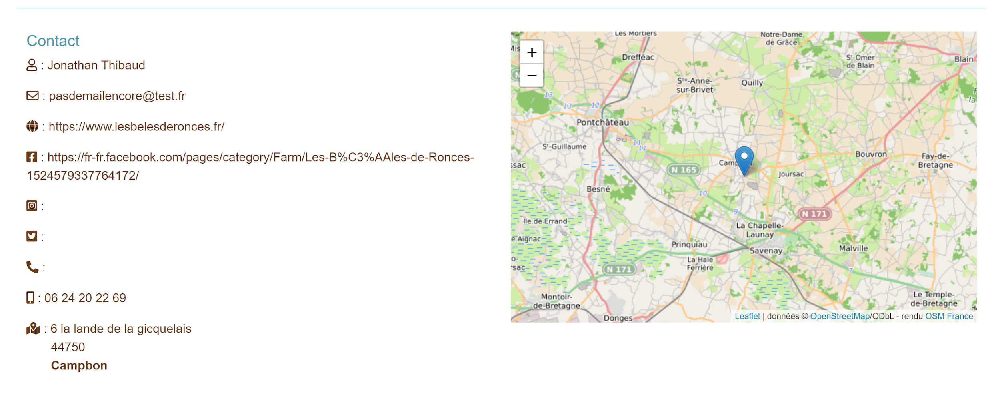 Contact
: Jonathan Thibaud
: pasdemailencore@test.fr
: https://www.lesbelesderonces.fr/
: https://fr-fr.facebook.com/pages/category/Farm/Les-B%C3%AAles-de-Ronces-
1524579337764172/
:
:
:
: 06 24 20 22 69
: 6 la lande de la gicquelais
44750
Campbon
+
−
Les Mortiers
Notre-Dame
de Grâce
Mis
Drefféac
Sᵗ-Omer
de Blain
Blain
N
Sᵗᵉ-Anne-
sur-Brivet
Quilly
13
13
12
la
Pontchâteau
11
11
Sᵗ-Guillaume
Bouvron
Fay-de-
Bretagne
ssac
Camp
N 165
Joursac
Besné
10
9
N 171
Île de Errand
La Chapelle-
Launay
e Aignac
Prinquiau
Savenay
Malville
o-
sac
La Haie
Ferrière
N 171
7
Montoir-
de-Bretagne
Le Temple-
de-Bretagne
Donges
Leaflet | données © OpenStreetMap/ODbL - rendu OSM France